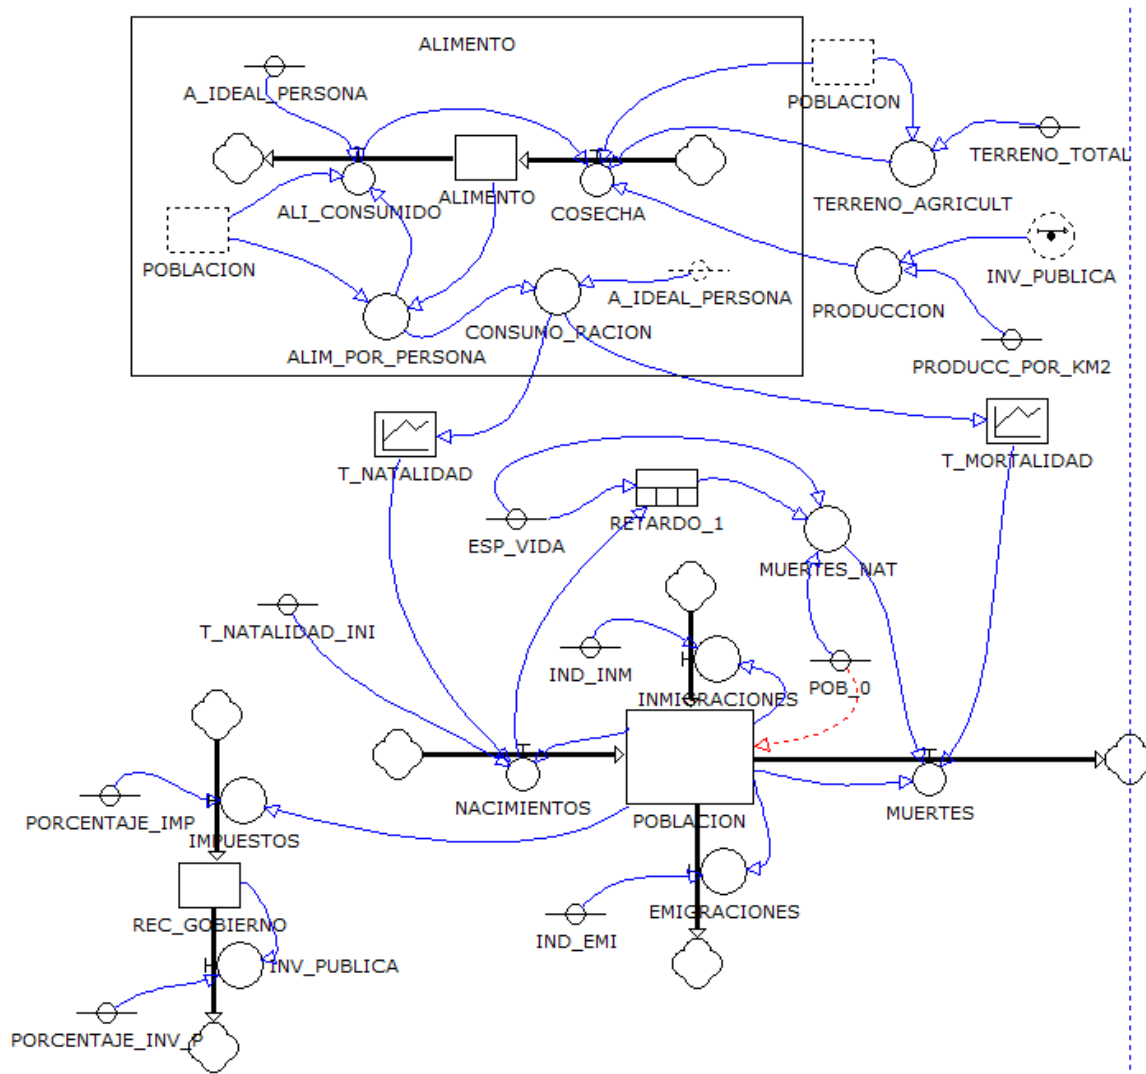 ALIMENTO
A_IDEAL_PERSONA
POBLACION
TERRENO_TOTAL
ALI_CONSUMIDO
ALIMENTO
COSECHA
TERRENO_AGRICULT
POBLACION
INV_PUBLICA
A_IDEAL_PERSONA
PRODUCCION
CONSUMO_RACION
ALIM_POR_PERSONA
PRODUCC_POR_KM2
T_NATALIDAD
T_MORTALIDAD
RETARDO_1
ESP_VIDA
MUERTES_NAT
T_NATALIDAD_INI
IND_INM
INMIGRACIONES
POB_0
NACIMIENTOS
POBLACION
MUERTES
PORCENTAJE_IMP
IMPUESTOS
REC_GOBIERNO
EMIGRACIONES
IND_EMI
INV_PUBLICA
PORCENTAJE_INV_P